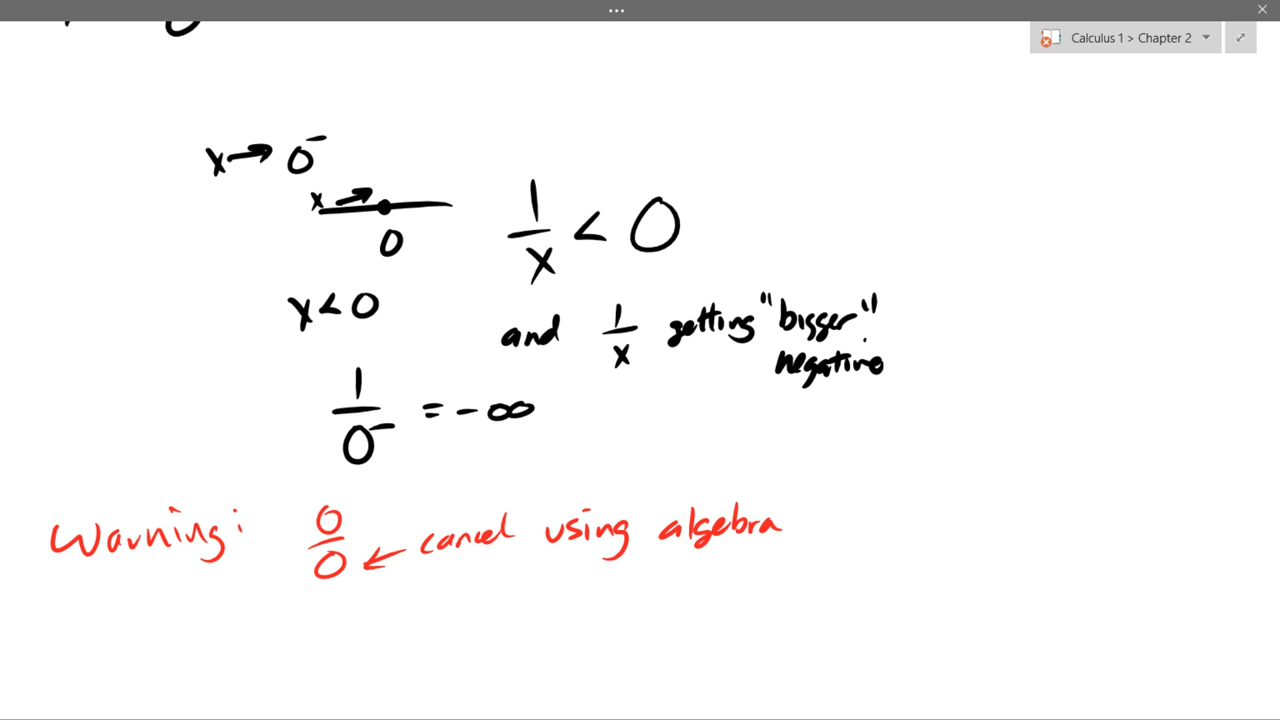 Calculus 1 > Chapter 2
x → 0⁻
x →
0
x < 0
1/x < 0
and 1/x getting "bigger"
negative
1/0⁻ = -∞
Warning: 0/0 ← cancel using algebra